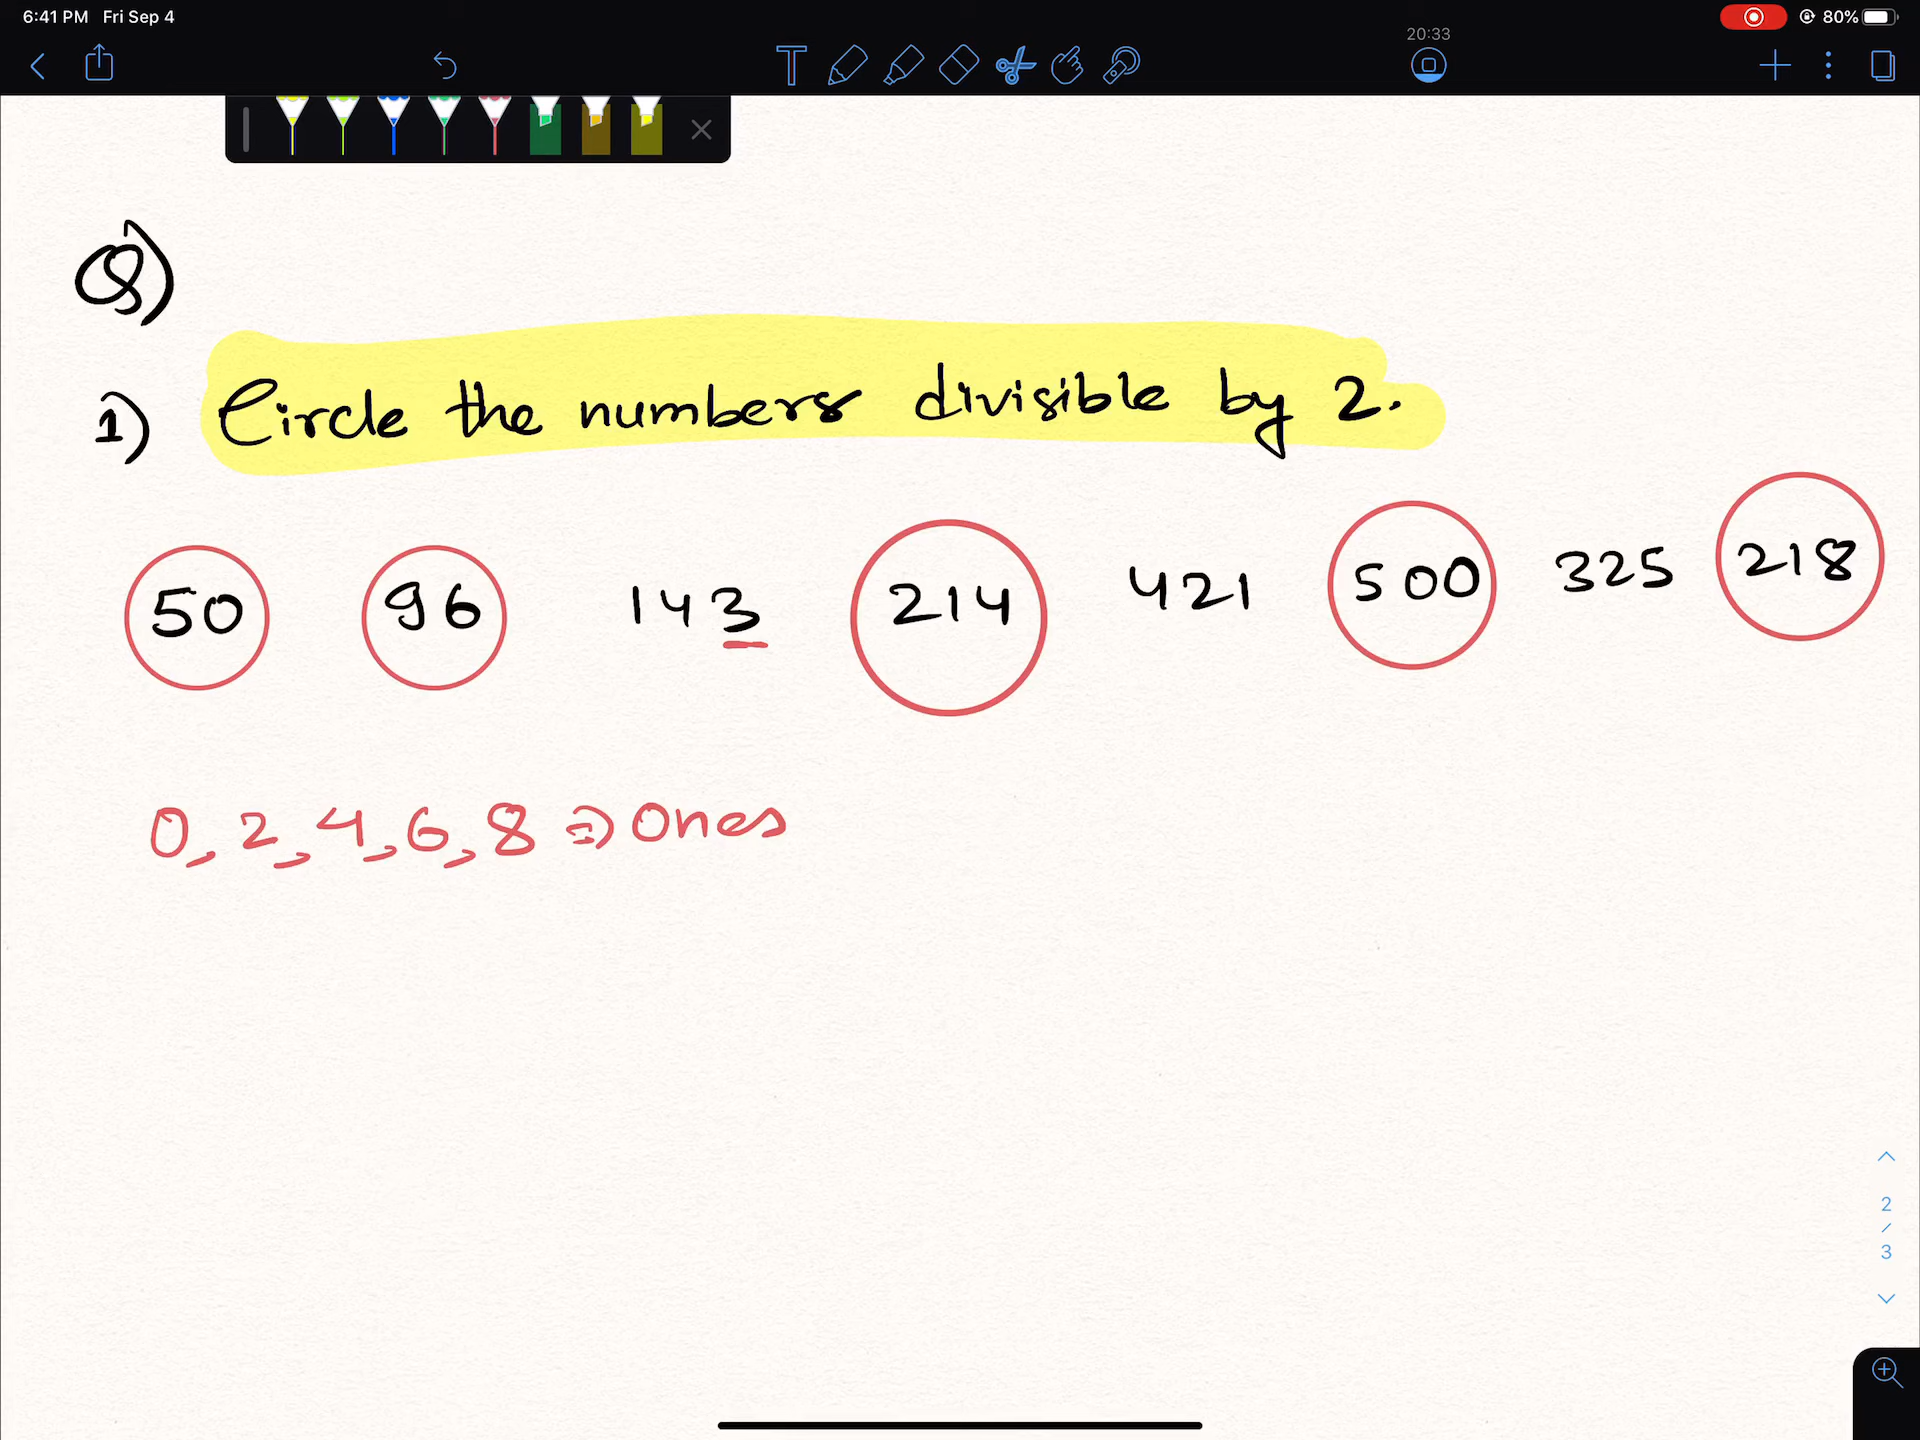 6:41 PM Fri Sep 4
80%
20:33
Q)
1) Circle the numbers divisible by 2.
50 96 143 214 421 500 325 218
0, 2, 4, 6, 8 ⇒ Ones
2
/
3